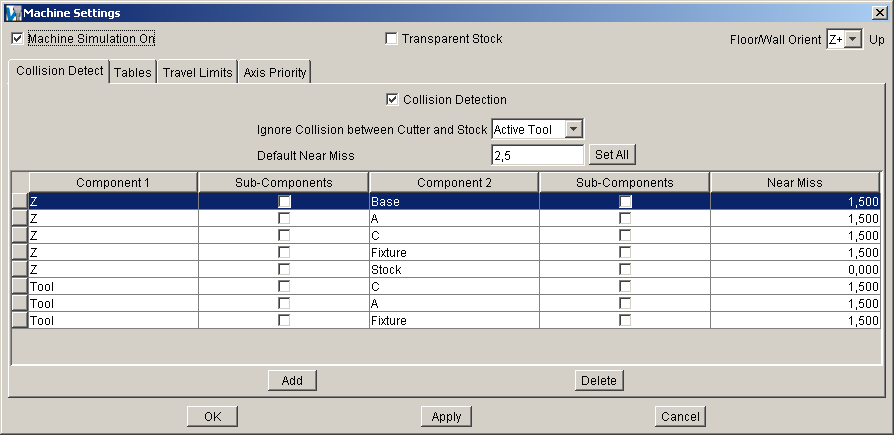 Machine Settings
Machine Simulation On Transparent Stock Floor/Wall Orient Z+ Up
Collision Detect Tables Travel Limits Axis Priority
Collision Detection
Ignore Collision between Cutter and Stock Active Tool
Default Near Miss 2,5 Set All
Component 1 Sub-Components Component 2 Sub-Components Near Miss
Z Base 1,500
Z A 1,500
Z C 1,500
Z Fixture 1,500
Z Stock 0,000
Tool C 1,500
Tool A 1,500
Tool Fixture 1,500
Add Delete
OK Apply Cancel